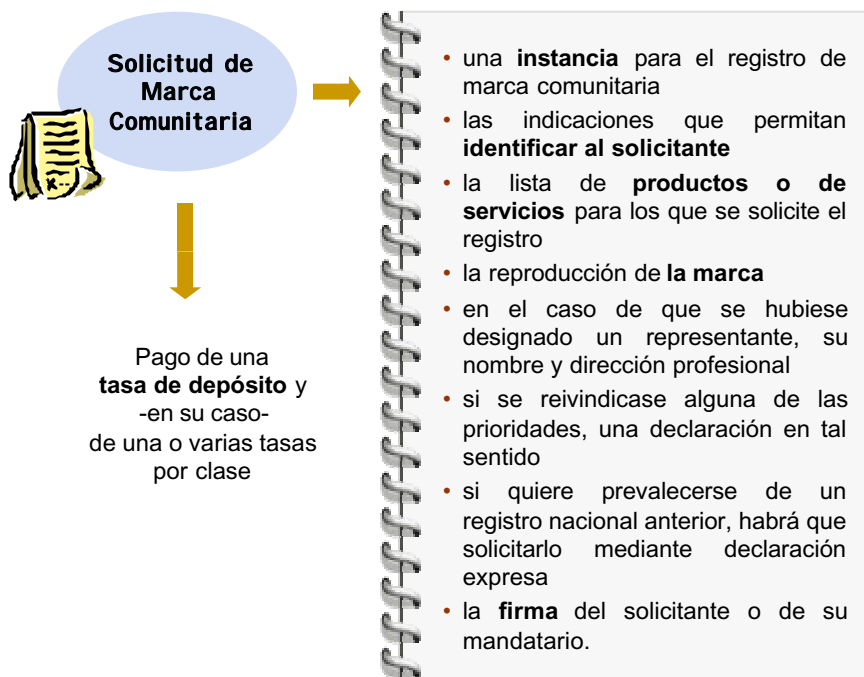 Solicitud de
Marca
Comunitaria
Pago de una
tasa de depósito y
-en su caso-
de una o varias tasas
por clase
• una instancia para el registro de
marca comunitaria
• las indicaciones que permitan
identificar al solicitante
• la lista de productos o de
servicios para los que se solicite el
registro
• la reproducción de la marca
• en el caso de que se hubiese
designado un representante, su
nombre y dirección profesional
• si se reivindicase alguna de las
prioridades, una declaración en tal
sentido
• si quiere prevalecerse de un
registro nacional anterior, habrá que
solicitarlo mediante declaración
expresa
• la firma del solicitante o de su
mandatario.